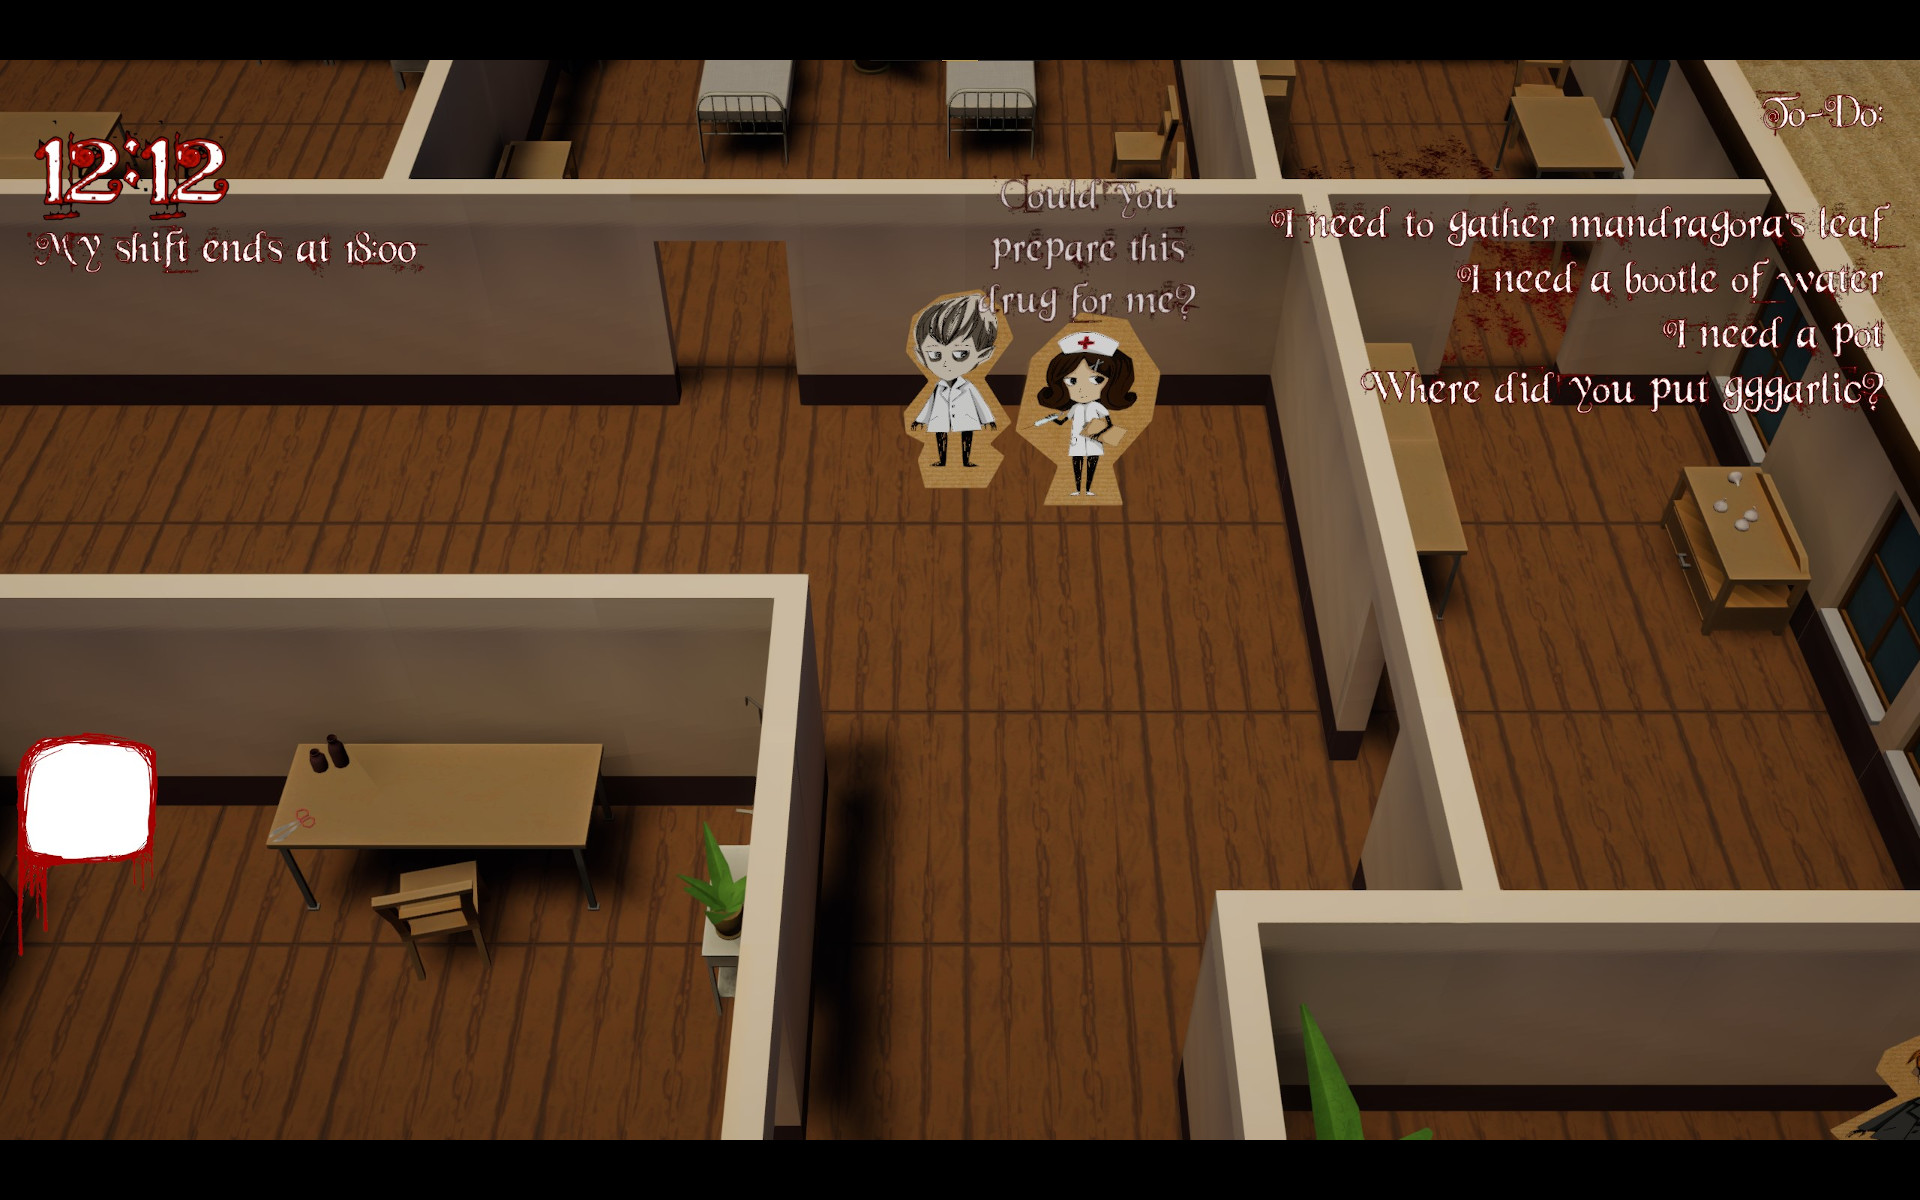 12:12
My shift ends at 18:00
Could you
prepare this
drug for me?
To-Do:
I need to gather mandragora's leaf
I need a bootle of water
I need a pot
Where did you put gggarlic?